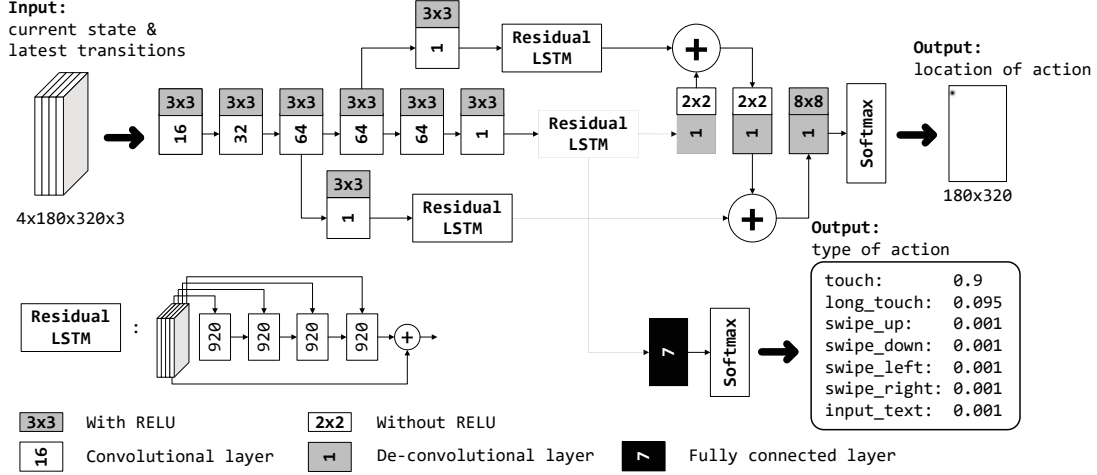 Input:
current state &
latest transitions
4x180x320x3
3x3
16
3x3
32
3x3
64
3x3
64
3x3
64
3x3
1
3x3
1
Residual
LSTM
3x3
1
Residual
LSTM
Residual
LSTM
+
2x2
1
2x2
1
+
8x8
1
Softmax
Output:
location of action
180x320
7
Softmax
Output:
type of action
touch: 0.9
long_touch: 0.095
swipe_up: 0.001
swipe_down: 0.001
swipe_left: 0.001
swipe_right: 0.001
input_text: 0.001
Residual
LSTM
:
920
920
920
920
+
3x3 With RELU
2x2 Without RELU
16 Convolutional layer
1 De-convolutional layer
7 Fully connected layer